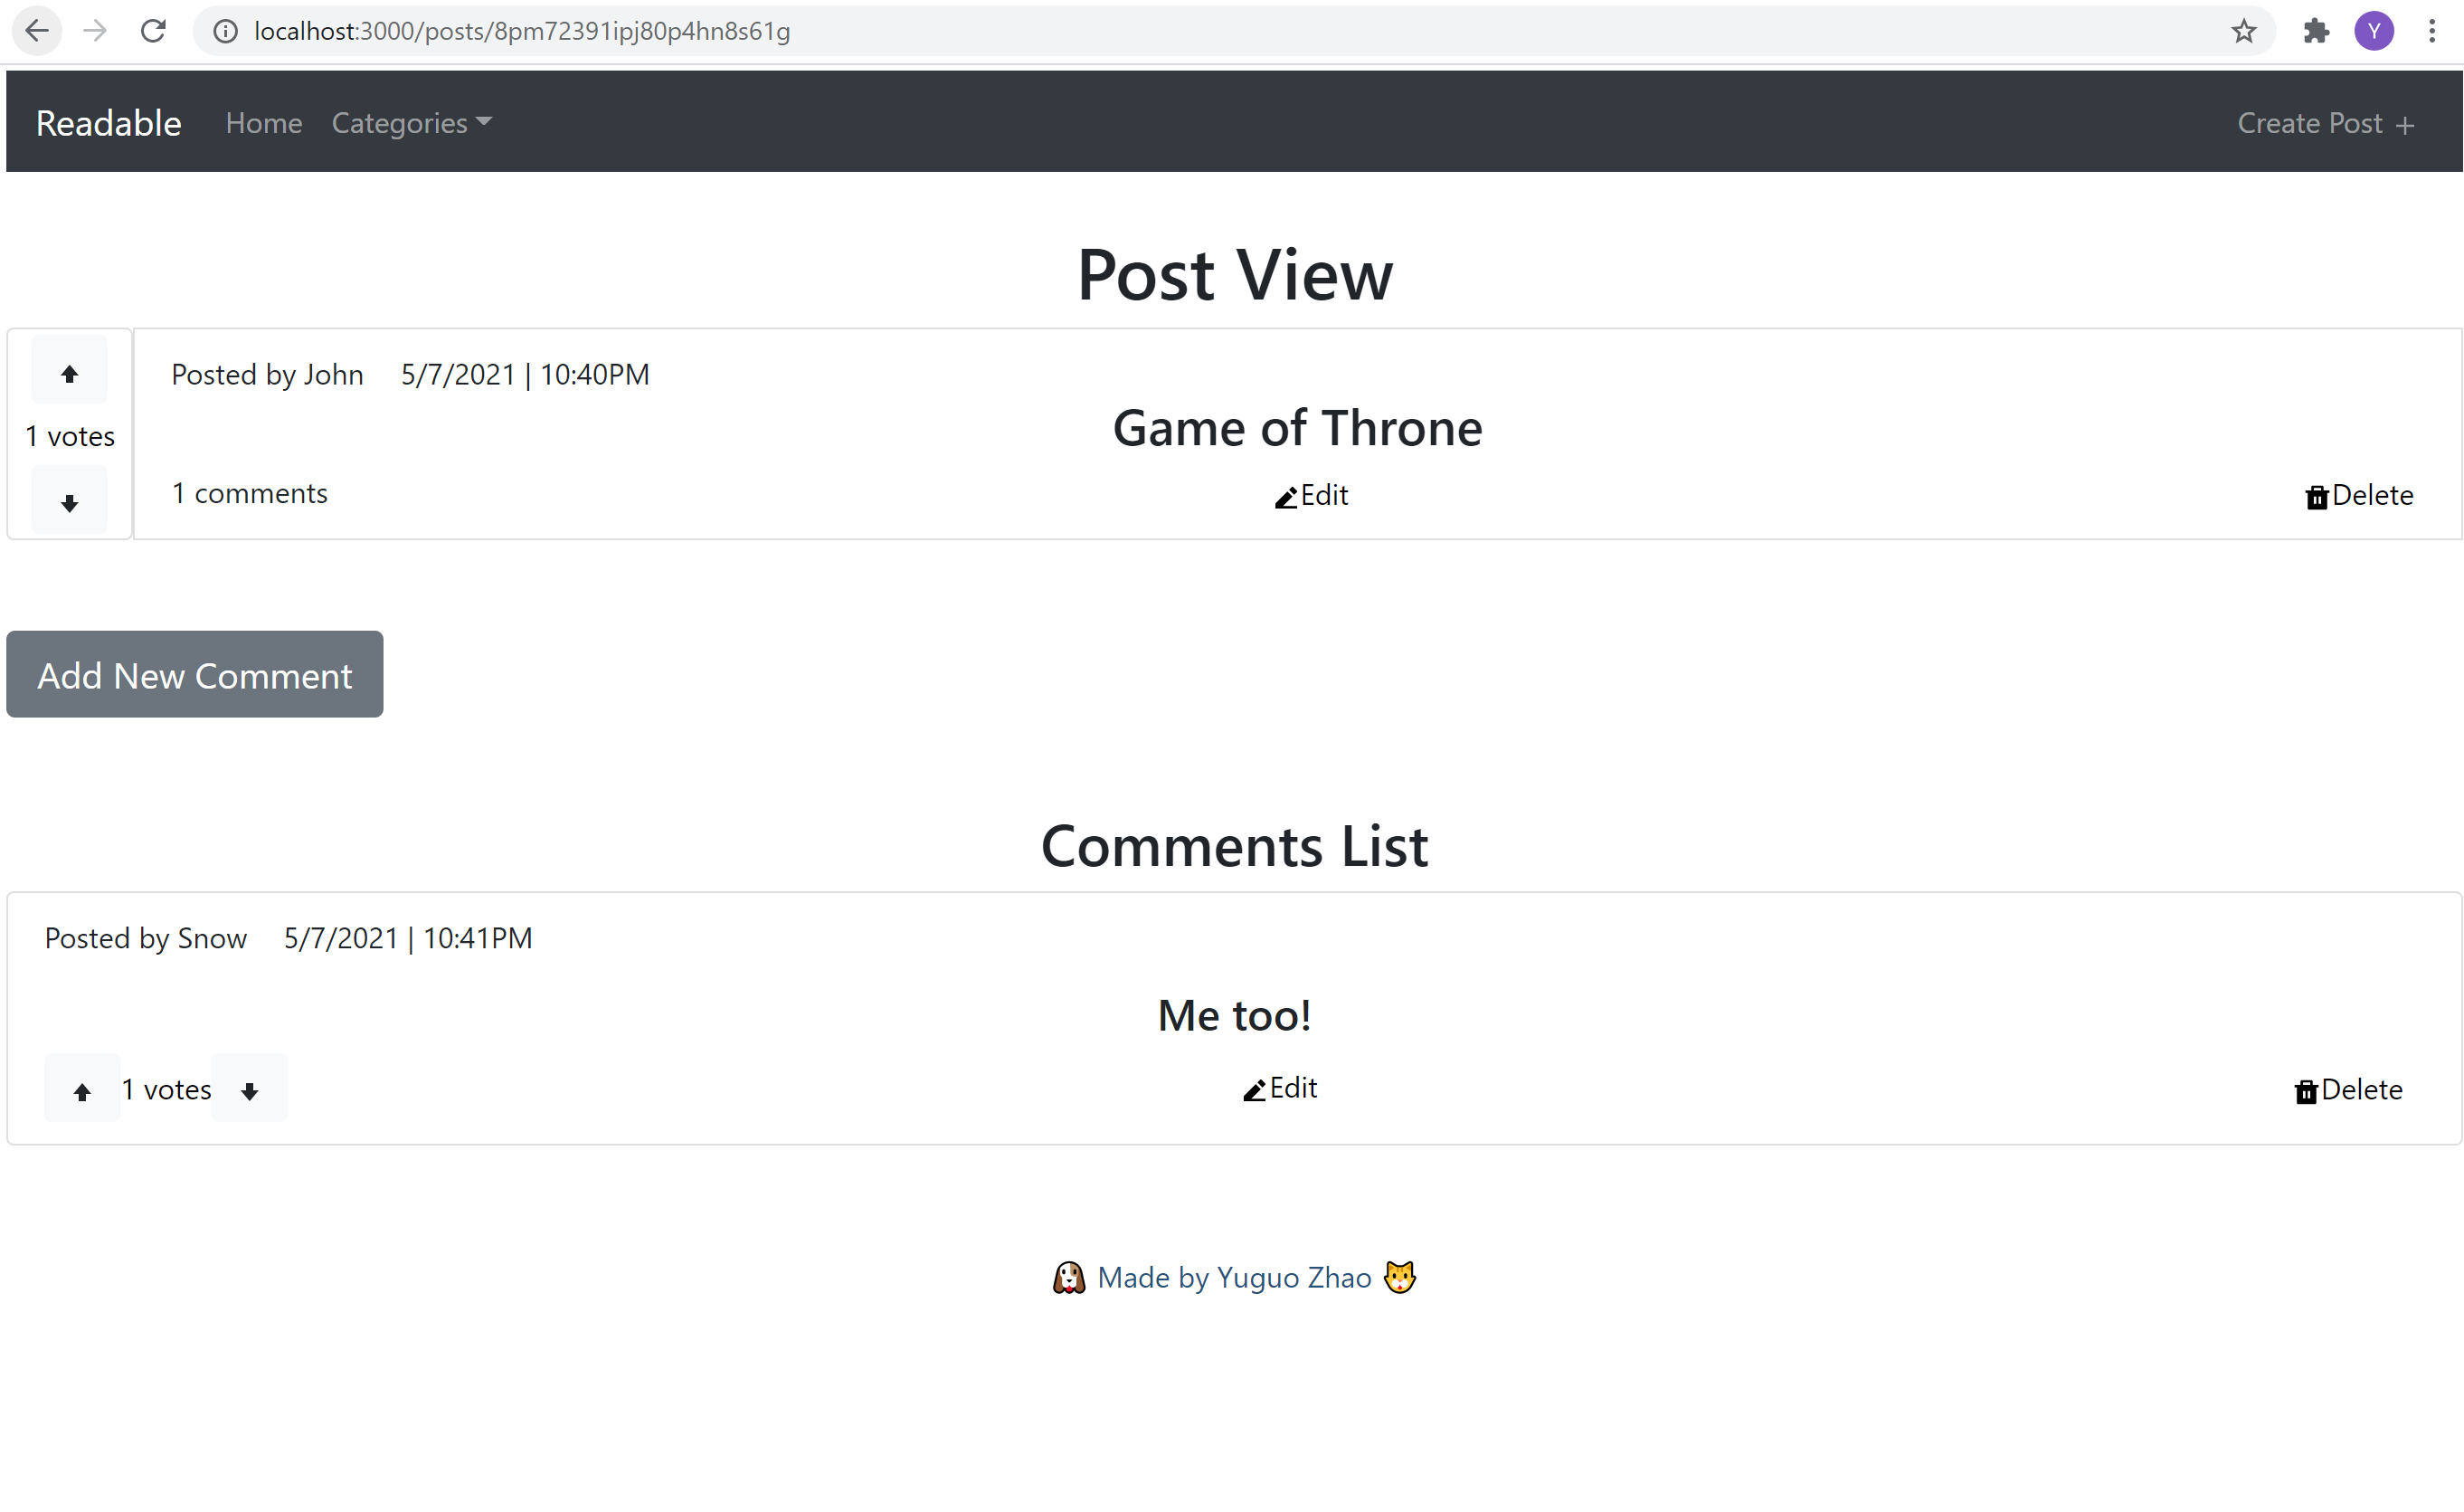 localhost:3000/posts/8pm72391ipj80p4hn8s61g
Y
Readable Home Categories Create Post +
Post View
Posted by John 5/7/2021 | 10:40PM
1 votes
Game of Throne
1 comments Edit Delete
Add New Comment
Comments List
Posted by Snow 5/7/2021 | 10:41PM
Me too!
1 votes Edit Delete
Made by Yuguo Zhao